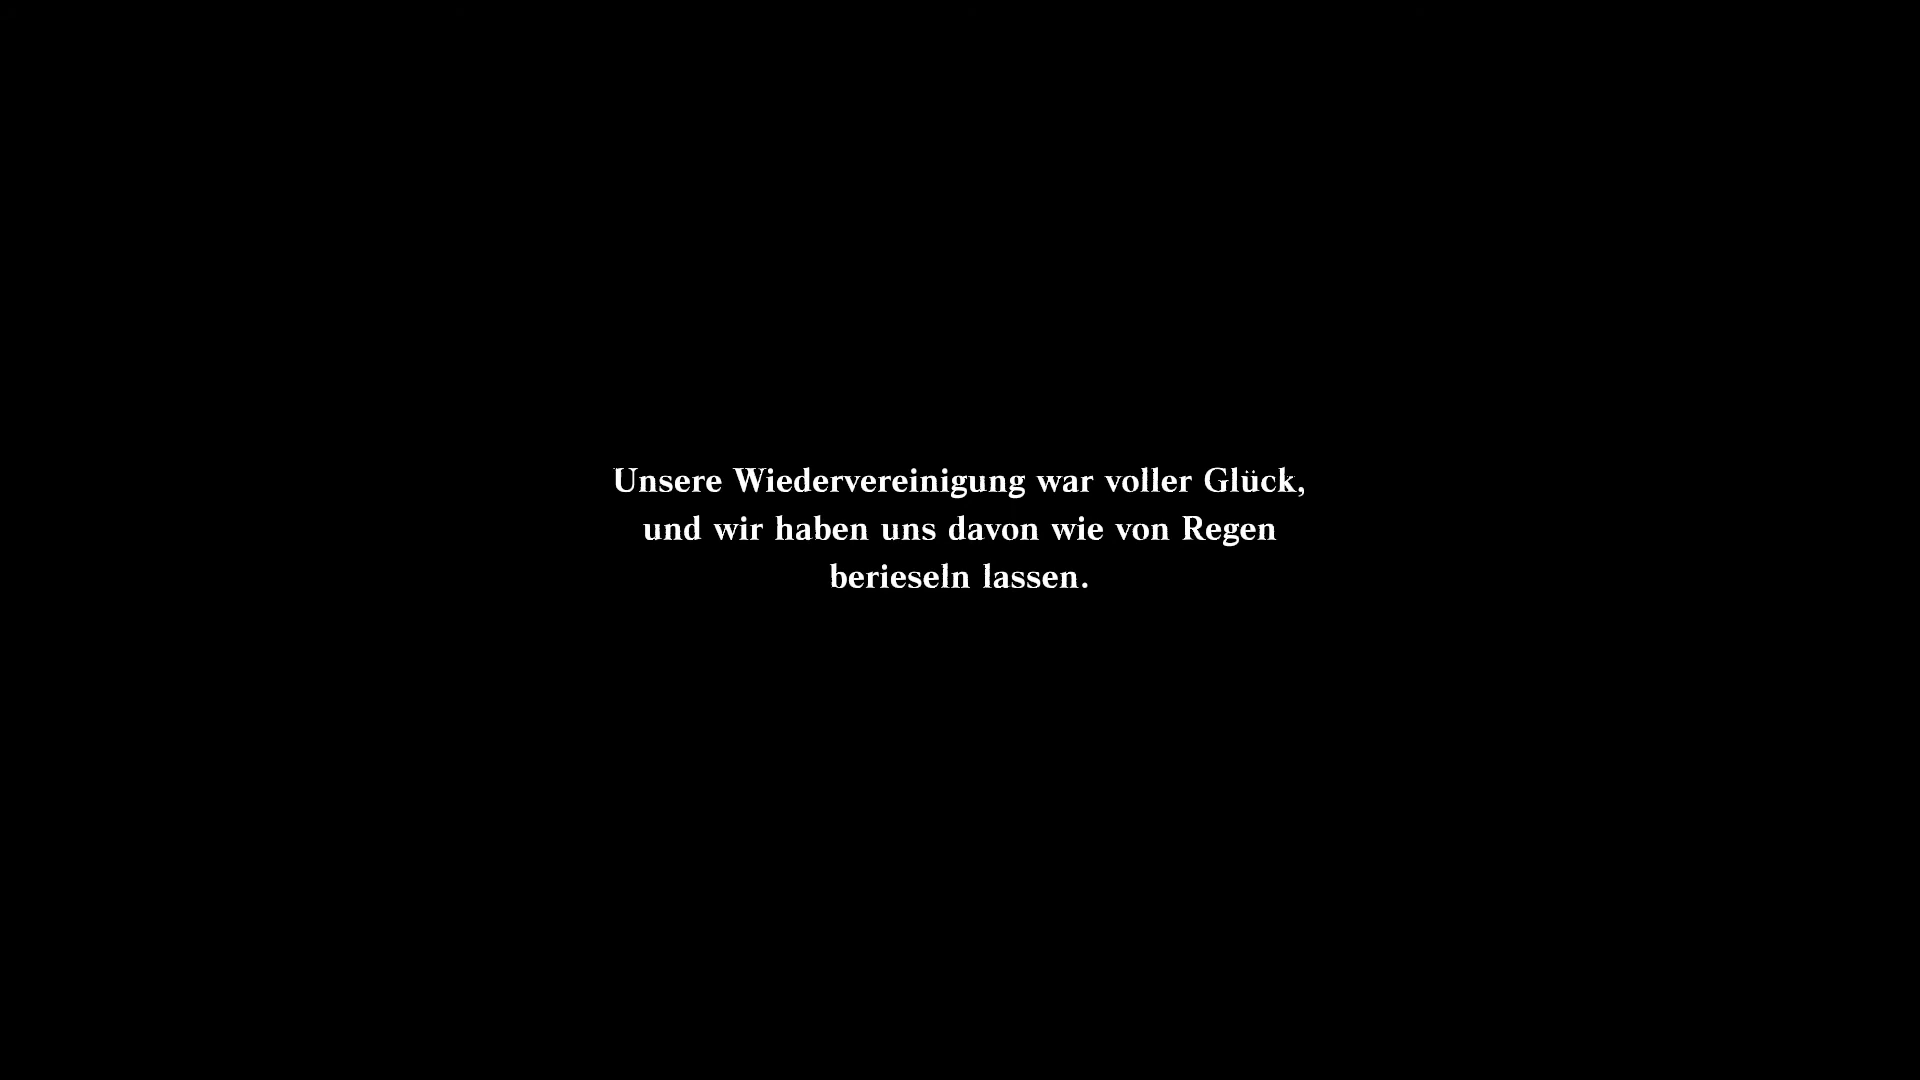 Unsere Wiedervereinigung war voller Glück,
und wir haben uns davon wie von Regen
berieseln lassen.